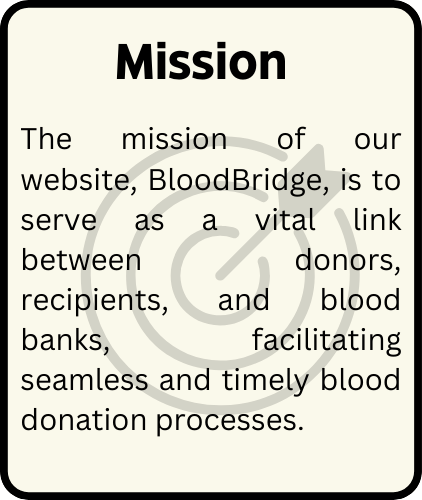 Mission
The mission of our
website, BloodBridge, is to
serve as a vital link
between donors,
recipients, and blood
banks, facilitating
seamless and timely blood
donation processes.